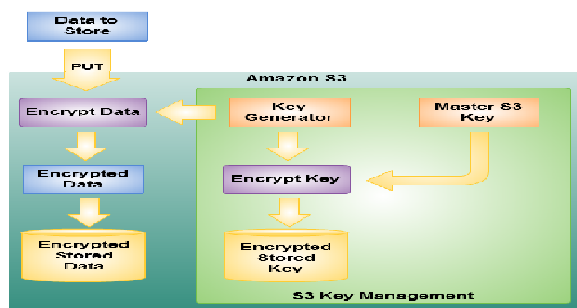 Data to
Store
PUT
Amazon S3
Encrypt Data
Key
Generator
Master S3
Key
Encrypted
Data
Encrypt Key
Encrypted
Stored
Data
Encrypted
Stored
Key
S3 Key Management